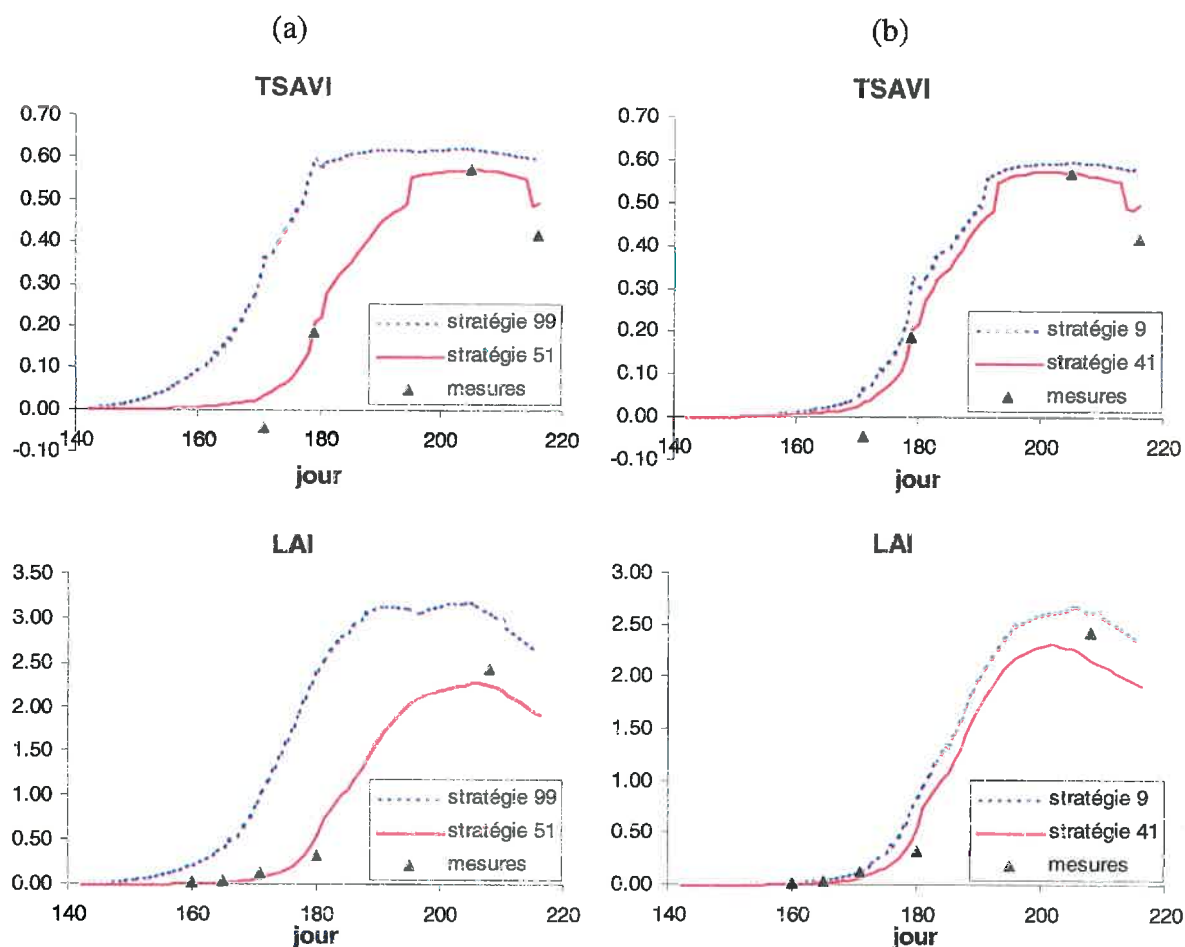 (a)
TSAVI
0.70
0.60
0.50
0.40
0.30
0.20
0.10
0.00
-0.10
140 160 180 200 220
jour
stratégie 99
stratégie 51
mesures
(b)
TSAVI
0.70
0.60
0.50
0.40
0.30
0.20
0.10
0.00
-0.10
140 160 180 200 220
jour
stratégie 9
stratégie 41
mesures
LAI
3.50
3.00
2.50
2.00
1.50
1.00
0.50
0.00
140 160 180 200 220
jour
stratégie 99
stratégie 51
mesures
LAI
3.00
2.50
2.00
1.50
1.00
0.50
0.00
140 160 180 200 220
jour
stratégie 9
stratégie 41
mesures